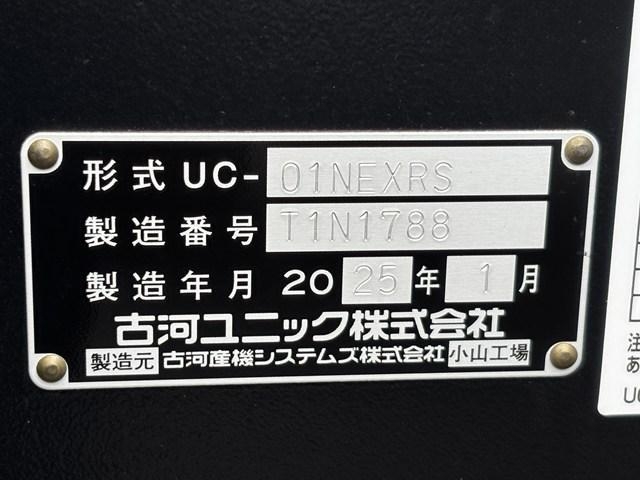 形式 UC-01NEXRS
製造番号 T1N1788
製造年月 2025年1月
古河ユニック株式会社
製造元 古河産機システムズ株式会社 小山工場
注
あ